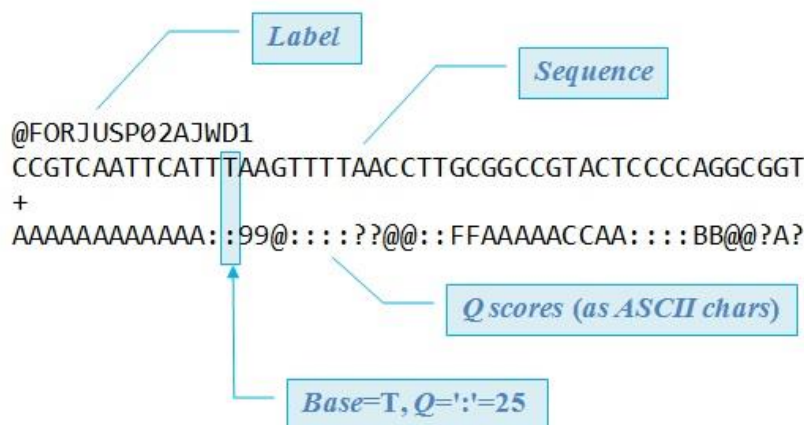 Label
Sequence
@FORJUSP02AJWD1
CCGTCAATTCATTTAAGTTTTAACCTTGCGGCCGTACTCCCCAGGCGGT
+
AAAAAAAAAAAA::99@::::??@@::FFAAAAACCAA::::BB@@?A?
Q scores (as ASCII chars)
Base=T, Q=':'=25